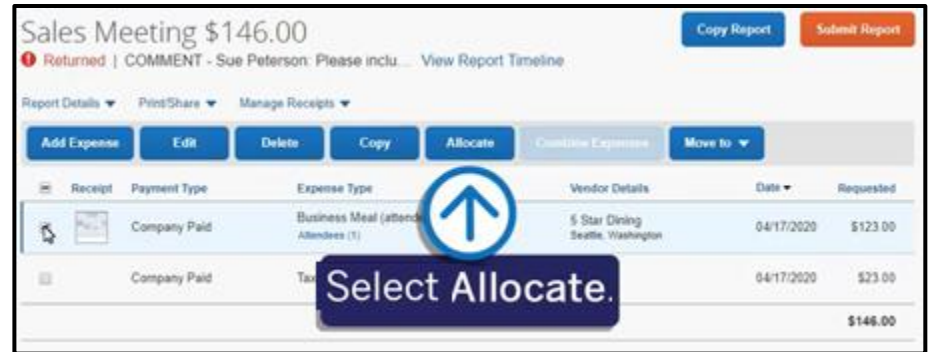 Sales Meeting $146.00
Copy Report
Submit Report
Returned | COMMENT - Sue Peterson: Please inclu... View Report Timeline
Report Details Print/Share Manage Receipts
Add Expense Edit Delete Copy Allocate Combine Expenses Move to
Receipt Payment Type Expense Type Vendor Details Date Requested
Company Paid Business Meal (attende 5 Star Dining 04/17/2020 $123.00
Attendees (1) Seattle, Washington
Company Paid 04/17/2020 $23.00
Select Allocate.
$146.00